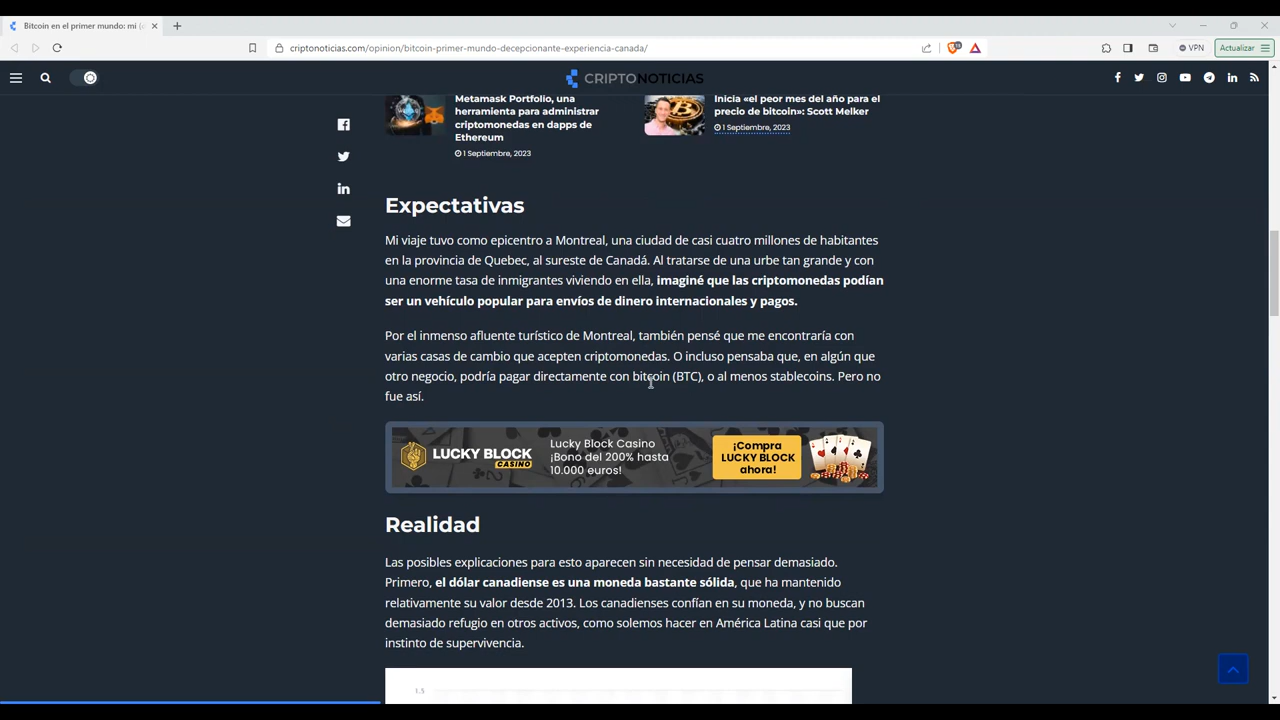 Bitcoin en el primer mundo: mi (
criptonoticias.com/opinion/bitcoin-primer-mundo-decepcionante-experiencia-canada/
VPN
Actualizar
CRIPTONOTICIAS
Metamask Portfolio, una
herramienta para administrar
criptomonedas en dapps de
Ethereum
1 Septiembre, 2023
Inicia «el peor mes del año para el
precio de bitcoin»: Scott Melker
1 Septiembre, 2023
Expectativas
Mi viaje tuvo como epicentro a Montreal, una ciudad de casi cuatro millones de habitantes
en la provincia de Quebec, al sureste de Canadá. Al tratarse de una urbe tan grande y con
una enorme tasa de inmigrantes viviendo en ella, imaginé que las criptomonedas podían
ser un vehículo popular para envíos de dinero internacionales y pagos.
Por el inmenso afluente turístico de Montreal, también pensé que me encontraría con
varias casas de cambio que acepten criptomonedas. O incluso pensaba que, en algún que
otro negocio, podría pagar directamente con bitcoin (BTC), o al menos stablecoins. Pero no
fue así.
LUCKY BLOCK
CASINO
Lucky Block Casino
¡Bono del 200% hasta
10.000 euros!
¡Compra
LUCKY BLOCK
ahora!
Realidad
Las posibles explicaciones para esto aparecen sin necesidad de pensar demasiado.
Primero, el dólar canadiense es una moneda bastante sólida, que ha mantenido
relativamente su valor desde 2013. Los canadienses confían en su moneda, y no buscan
demasiado refugio en otros activos, como solemos hacer en América Latina casi que por
instinto de supervivencia.
1.5